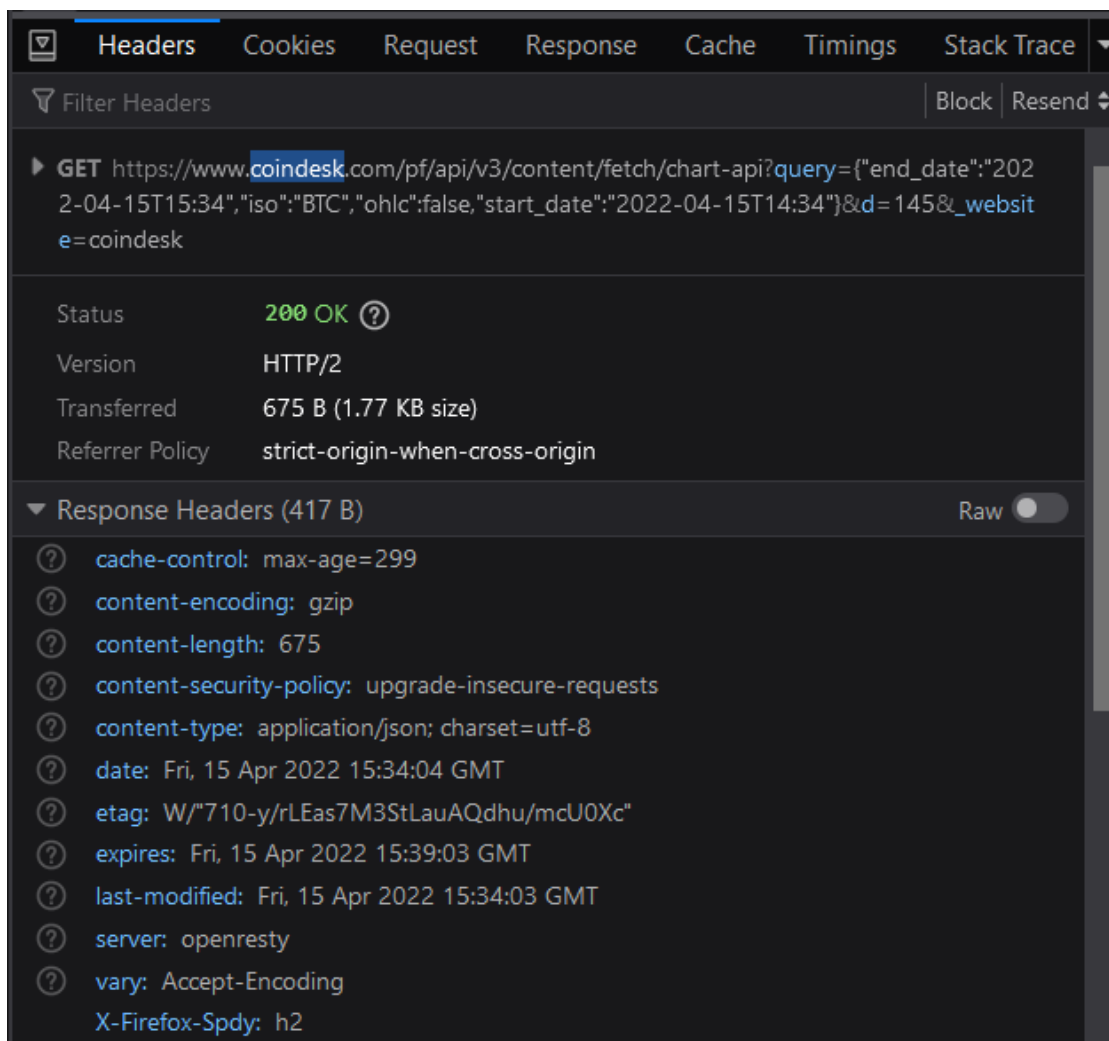 Headers Cookies Request Response Cache Timings Stack Trace
Filter Headers Block Resend
GET https://www.coindesk.com/pf/api/v3/content/fetch/chart-api?query={"end_date":"202
2-04-15T15:34","iso":"BTC","ohlc":false,"start_date":"2022-04-15T14:34"}&d=145&_websit
e=coindesk
Status 200 OK
Version HTTP/2
Transferred 675 B (1.77 KB size)
Referrer Policy strict-origin-when-cross-origin
Response Headers (417 B) Raw
cache-control: max-age=299
content-encoding: gzip
content-length: 675
content-security-policy: upgrade-insecure-requests
content-type: application/json; charset=utf-8
date: Fri, 15 Apr 2022 15:34:04 GMT
etag: W/"710-y/rLEas7M3StLauAQdhu/mcU0Xc"
expires: Fri, 15 Apr 2022 15:39:03 GMT
last-modified: Fri, 15 Apr 2022 15:34:03 GMT
server: openresty
vary: Accept-Encoding
X-Firefox-Spdy: h2